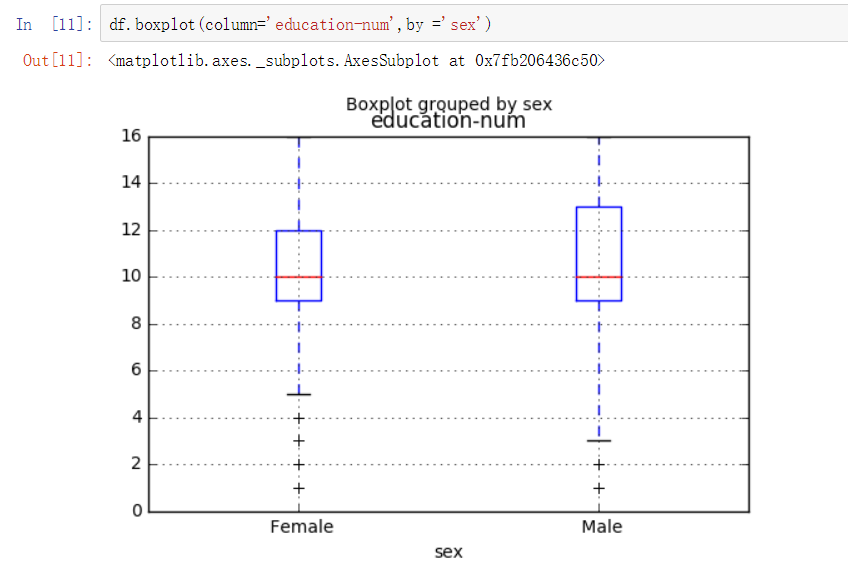 In [11]: df.boxplot(column='education-num',by ='sex')
Out[11]: <matplotlib.axes._subplots.AxesSubplot at 0x7fb206436c50>
Boxplot grouped by sex
education-num
16
14
12
10
8
6
4
2
0
Female Male
sex